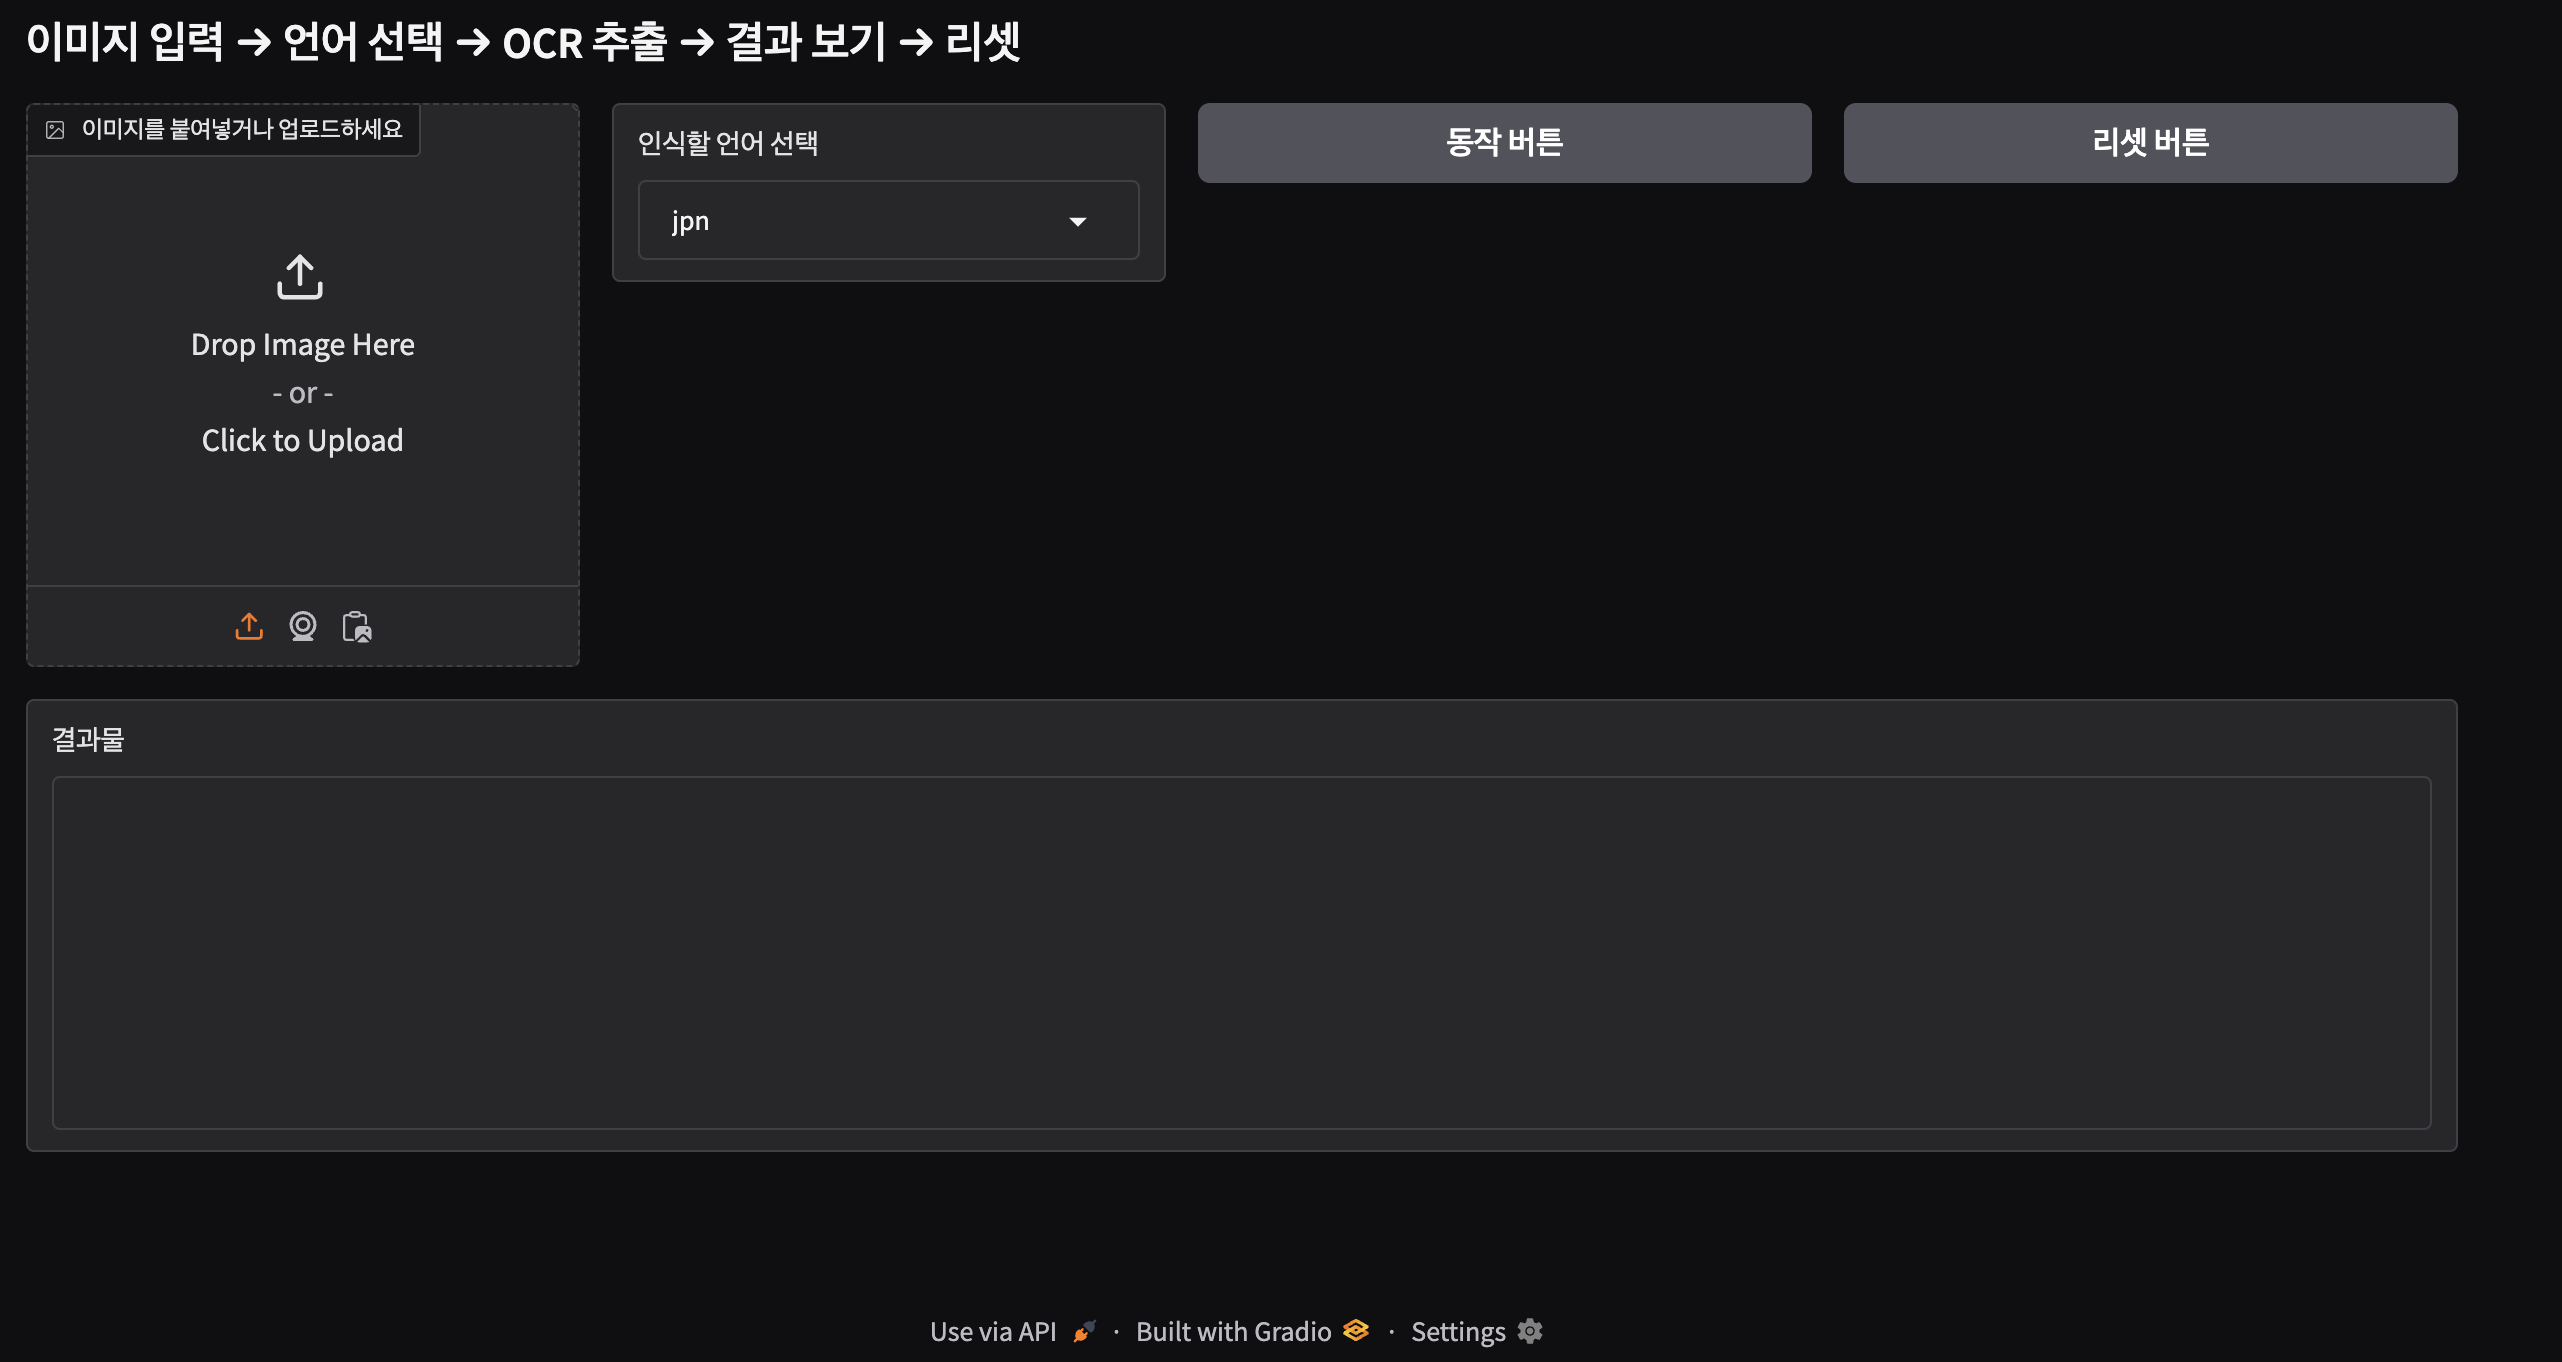 이미지 입력 → 언어 선택 → OCR 추출 → 결과 보기 → 리셋
이미지를 붙여넣거나 업로드하세요
Drop Image Here
- or -
Click to Upload
인식할 언어 선택
jpn
동작 버튼
리셋 버튼
결과물
Use via API · Built with Gradio · Settings